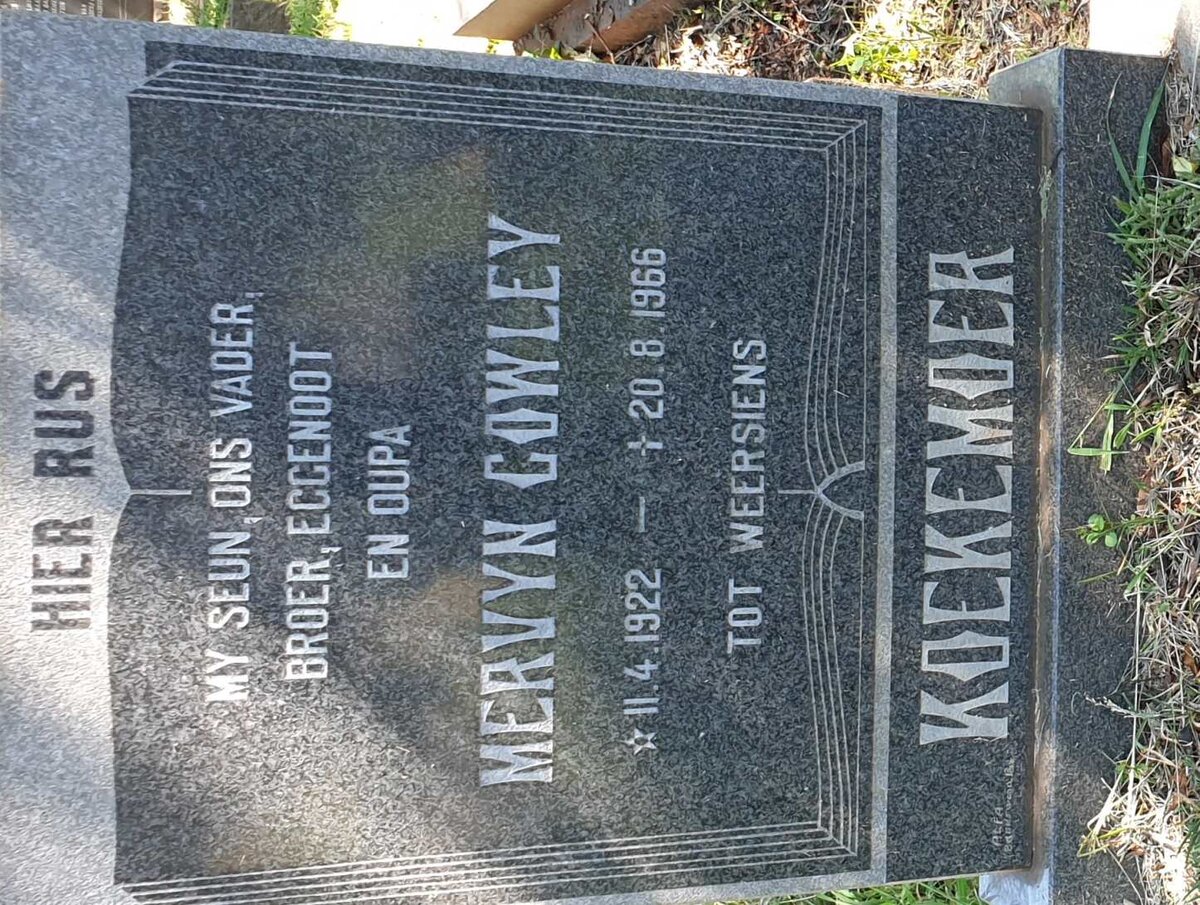 HIER RUS
MY SEUN, ONS VADER,
BROER, EGGENOOT
EN OUPA
MERVYN COWLEY
☆ 11.4.1922 — † 20.8.1966
TOT WEERSIENS
KOEKEMOER